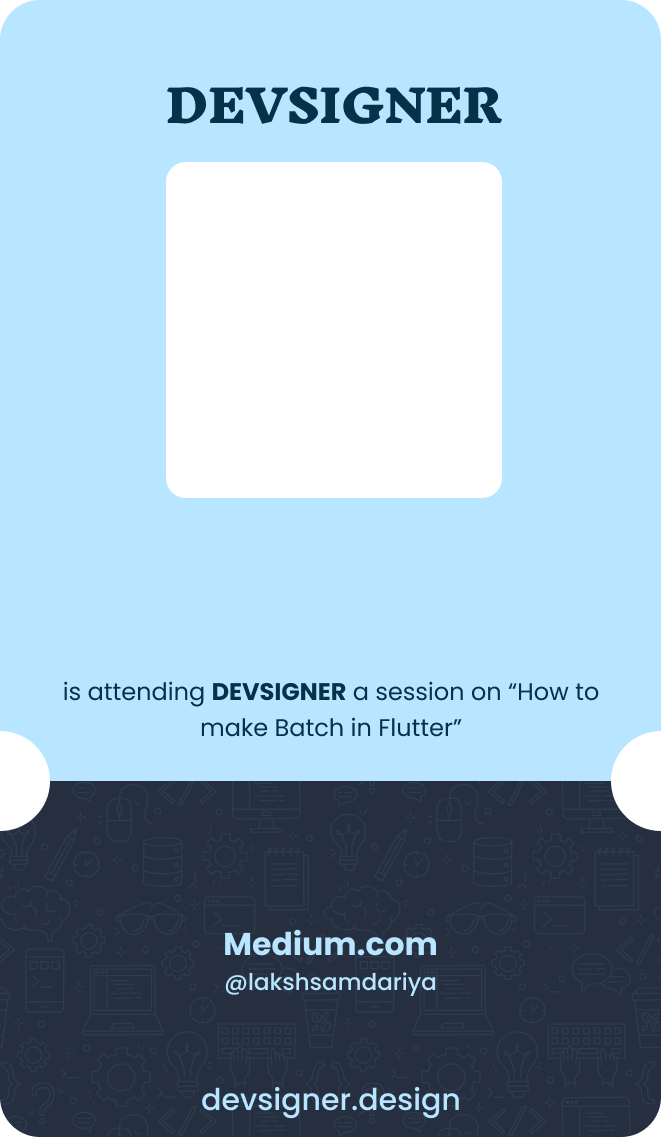 DEVSIGNER
is attending DEVSIGNER a session on “How to
make Batch in Flutter”
Medium.com
@lakshsamdariya
devsigner.design